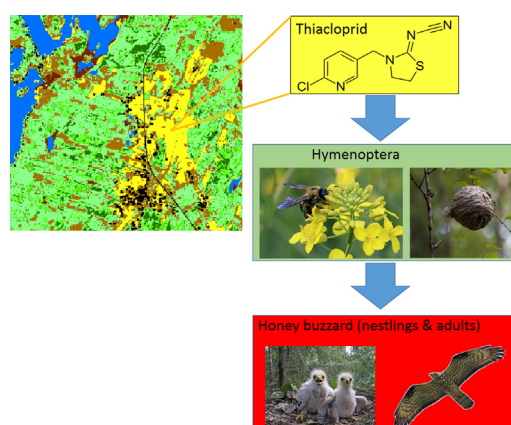 Thiacloprid
N
N
N
S
Cl
N
Hymenoptera
Honey buzzard (nestlings & adults)